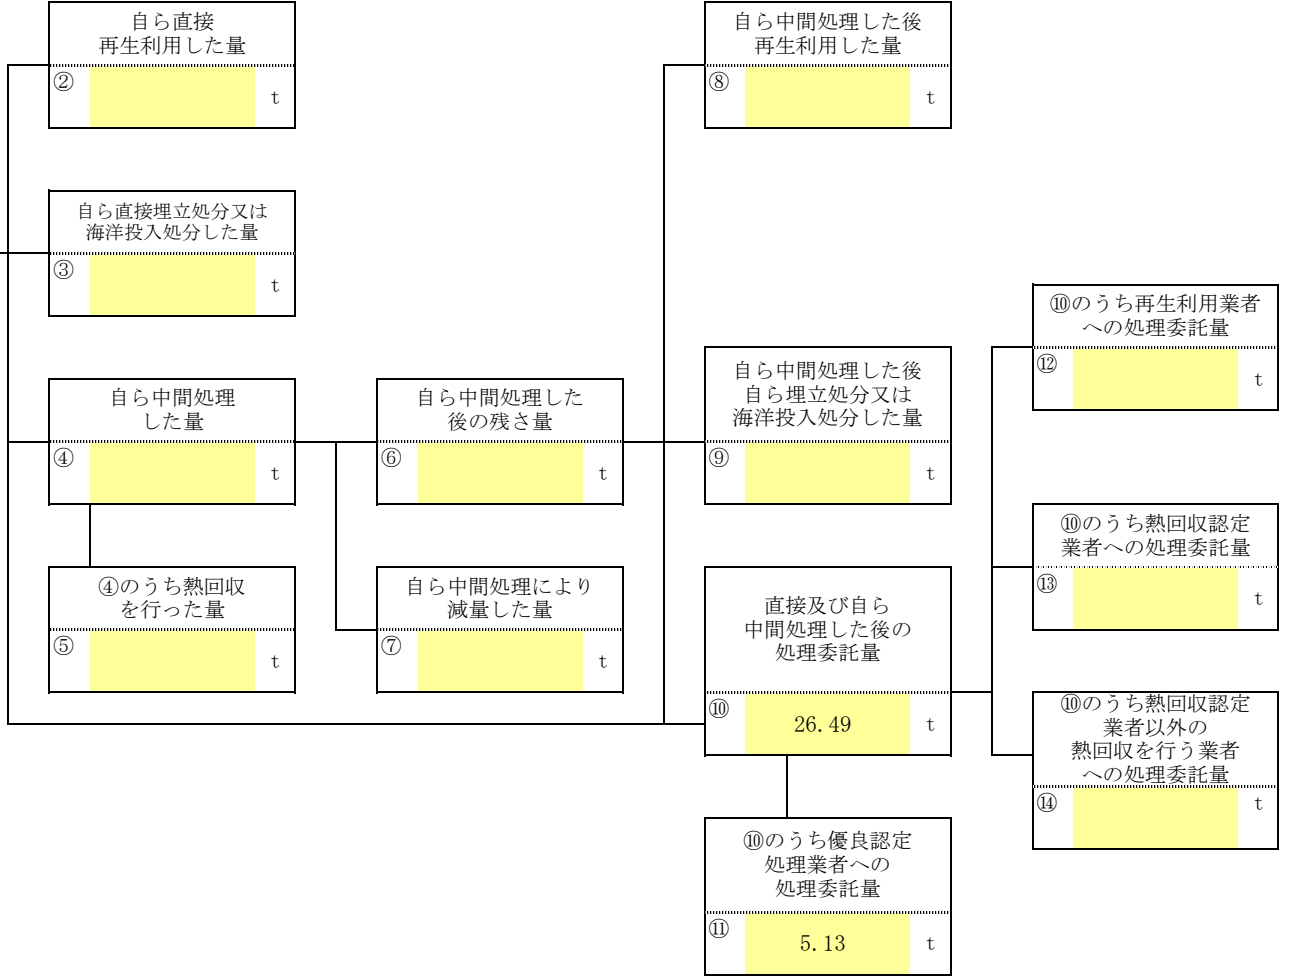 自ら直接
再生利用した量
②
t
自ら中間処理した後
再生利用した量
⑧
t
自ら直接埋立処分又は
海洋投入処分した量
③
t
⑩のうち再生利用業者
への処理委託量
⑫
t
自ら中間処理
した量
④
t
自ら中間処理した
後の残さ量
⑥
t
自ら中間処理した後
自ら埋立処分又は
海洋投入処分した量
⑨
t
⑩のうち熱回収認定
業者への処理委託量
⑬
t
④のうち熱回収
を行った量
⑤
t
自ら中間処理により
減量した量
⑦
t
直接及び自ら
中間処理した後の
処理委託量
⑩ 26.49 t
⑩のうち熱回収認定
業者以外の
熱回収を行う業者
への処理委託量
⑭
t
⑩のうち優良認定
処理業者への
処理委託量
⑪ 5.13 t